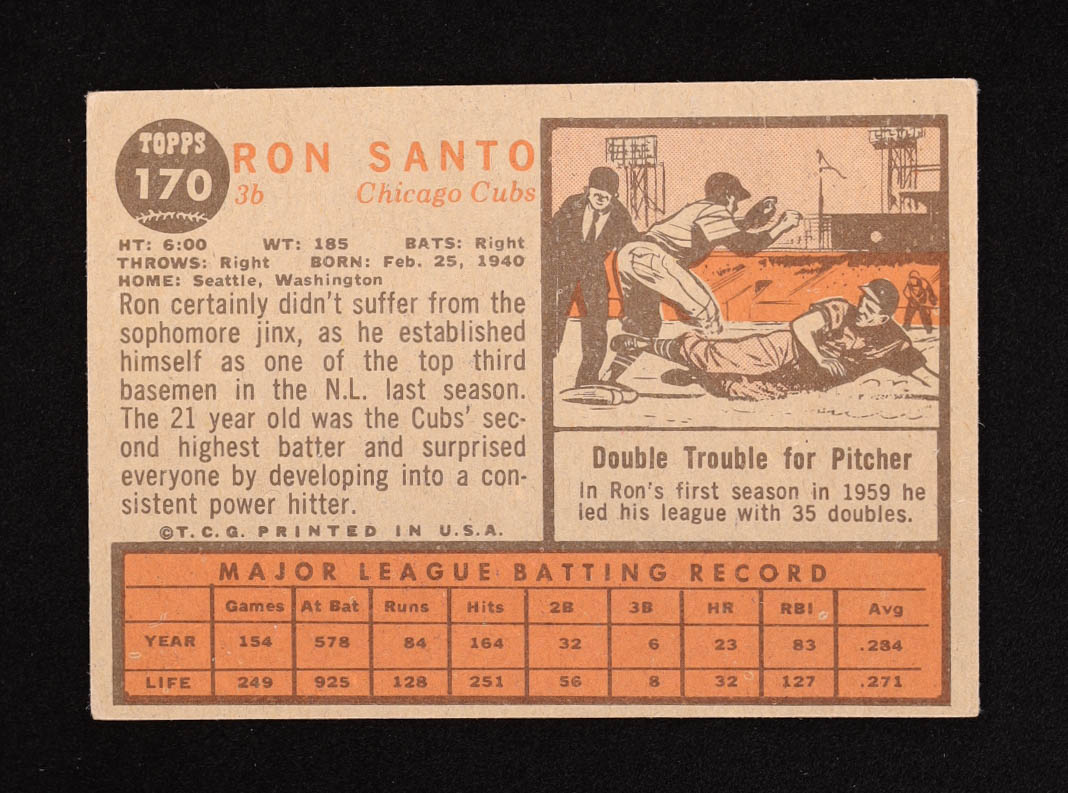 TOPPS
170
RON SANTO
3b Chicago Cubs
HT: 6:00 WT: 185 BATS: Right
THROWS: Right BORN: Feb. 25, 1940
HOME: Seattle, Washington
Ron certainly didn't suffer from the
sophomore jinx, as he established
himself as one of the top third
basemen in the N.L. last season.
The 21 year old was the Cubs' sec-
ond highest batter and surprised
everyone by developing into a con-
sistent power hitter.
©T.C.G. PRINTED IN U.S.A.
Double Trouble for Pitcher
In Ron's first season in 1959 he
led his league with 35 doubles.
MAJOR LEAGUE BATTING RECORD
Games At Bat Runs Hits 2B 3B HR RBI Avg
YEAR 154 578 84 164 32 6 23 83 .284
LIFE 249 925 128 251 56 8 32 127 .271